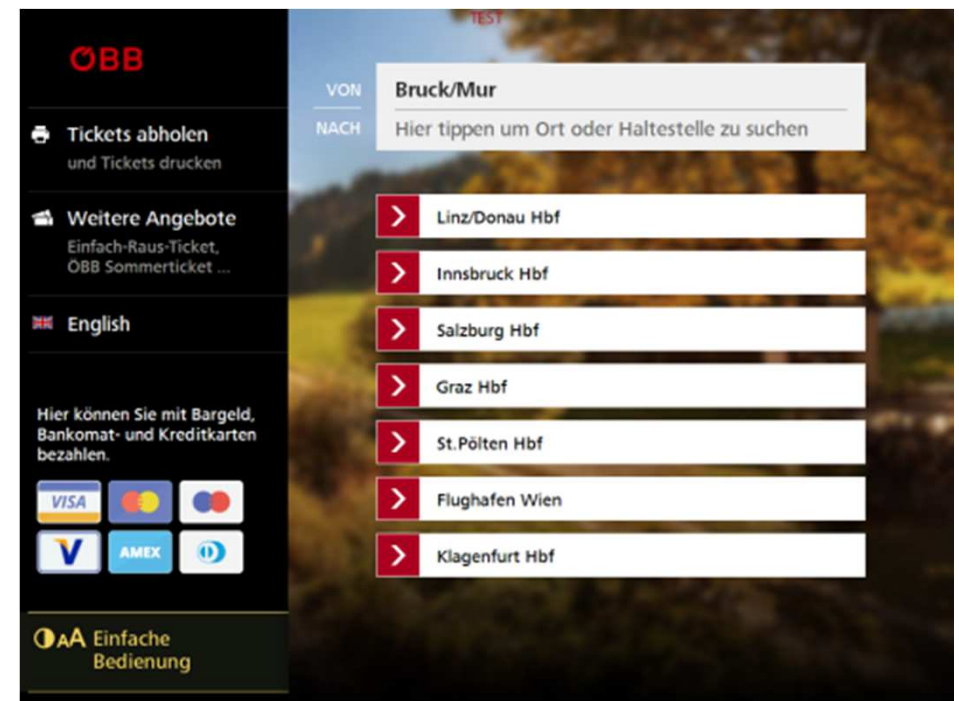 TEST
ÖBB
Tickets abholen
und Tickets drucken
Weitere Angebote
Einfach-Raus-Ticket,
ÖBB Sommerticket ...
English
Hier können Sie mit Bargeld,
Bankomat- und Kreditkarten
bezahlen.
VISA
V AMEX
AA Einfache
Bedienung
VON Bruck/Mur
NACH Hier tippen um Ort oder Haltestelle zu suchen
Linz/Donau Hbf
Innsbruck Hbf
Salzburg Hbf
Graz Hbf
St.Pölten Hbf
Flughafen Wien
Klagenfurt Hbf